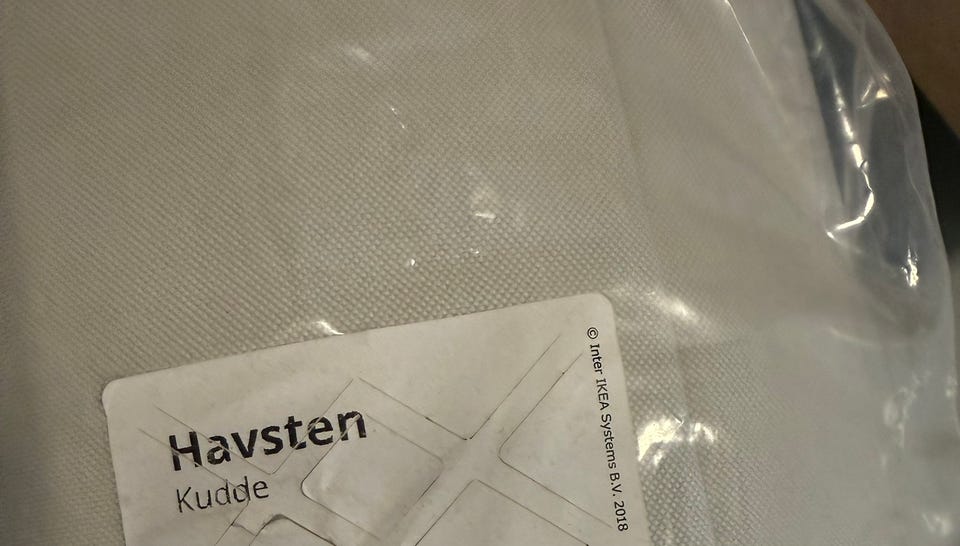 Havsten
Kudde
© Inter IKEA Systems B.V. 2018